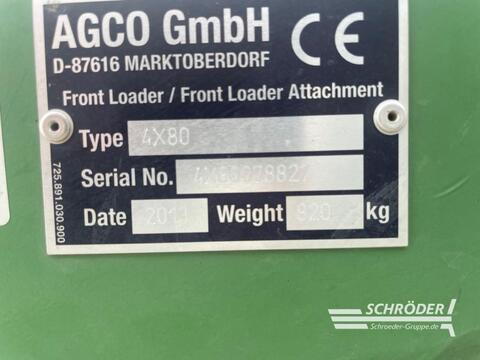 AGCO GmbH CE
D-87616 MARKTOBERDORF
Front Loader / Front Loader Attachment
Type 4X80
Serial No.
Date Weight 920 kg
725.891.030.900
SCHRÖDER
Schroeder-Gruppe.de